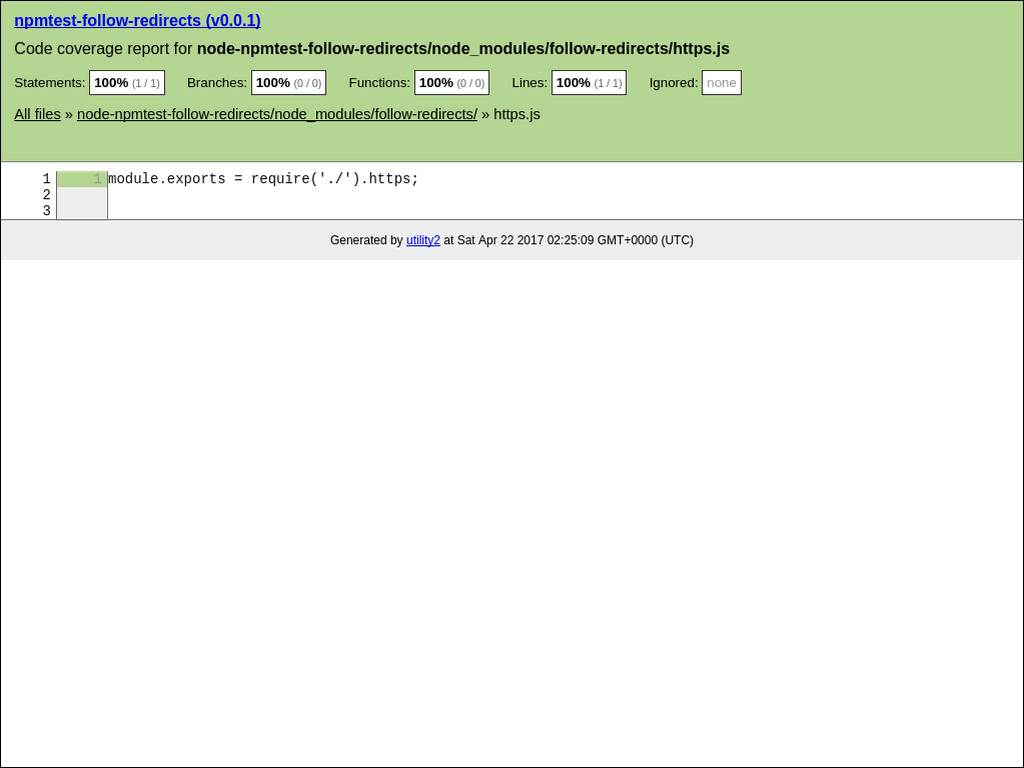 npmtest-follow-redirects (v0.0.1)
Code coverage report for node-npmtest-follow-redirects/node_modules/follow-redirects/https.js
Statements: 100% (1 / 1) Branches: 100% (0 / 0) Functions: 100% (0 / 0) Lines: 100% (1 / 1) Ignored: none
All files » node-npmtest-follow-redirects/node_modules/follow-redirects/ » https.js
1 1 module.exports = require('./').https;
2
3
Generated by utility2 at Sat Apr 22 2017 02:25:09 GMT+0000 (UTC)